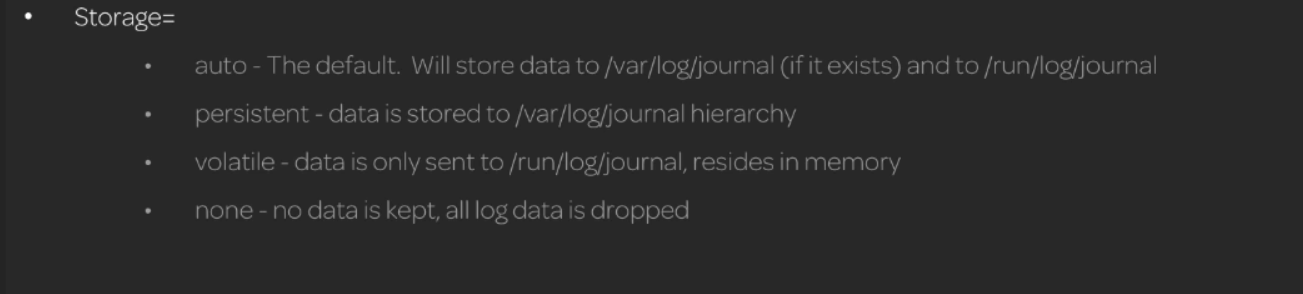 • Storage=
• auto - The default. Will store data to /var/log/journal (if it exists) and to /run/log/journal
• persistent - data is stored to /var/log/journal hierarchy
• volatile - data is only sent to /run/log/journal, resides in memory
• none - no data is kept, all log data is dropped